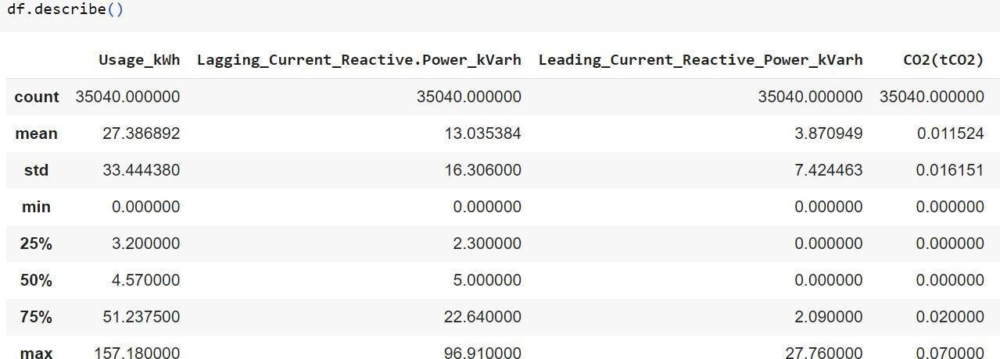 df.describe()
Usage_kWh Lagging_Current_Reactive.Power_kVarh Leading_Current_Reactive_Power_kVarh CO2(tCO2)
count 35040.000000 35040.000000 35040.000000 35040.000000
mean 27.386892 13.035384 3.870949 0.011524
std 33.444380 16.306000 7.424463 0.016151
min 0.000000 0.000000 0.000000 0.000000
25% 3.200000 2.300000 0.000000 0.000000
50% 4.570000 5.000000 0.000000 0.000000
75% 51.237500 22.640000 2.090000 0.020000
max 157.180000 96.910000 27.760000 0.070000